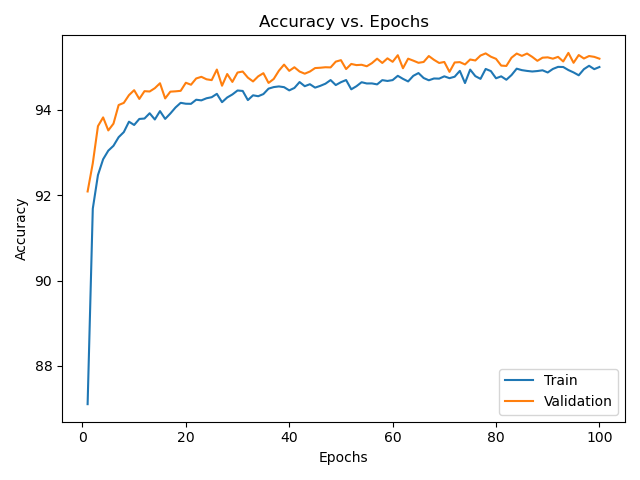 Accuracy vs. Epochs
Accuracy
94
92
90
88
0 20 40 60 80 100
Epochs
Train
Validation